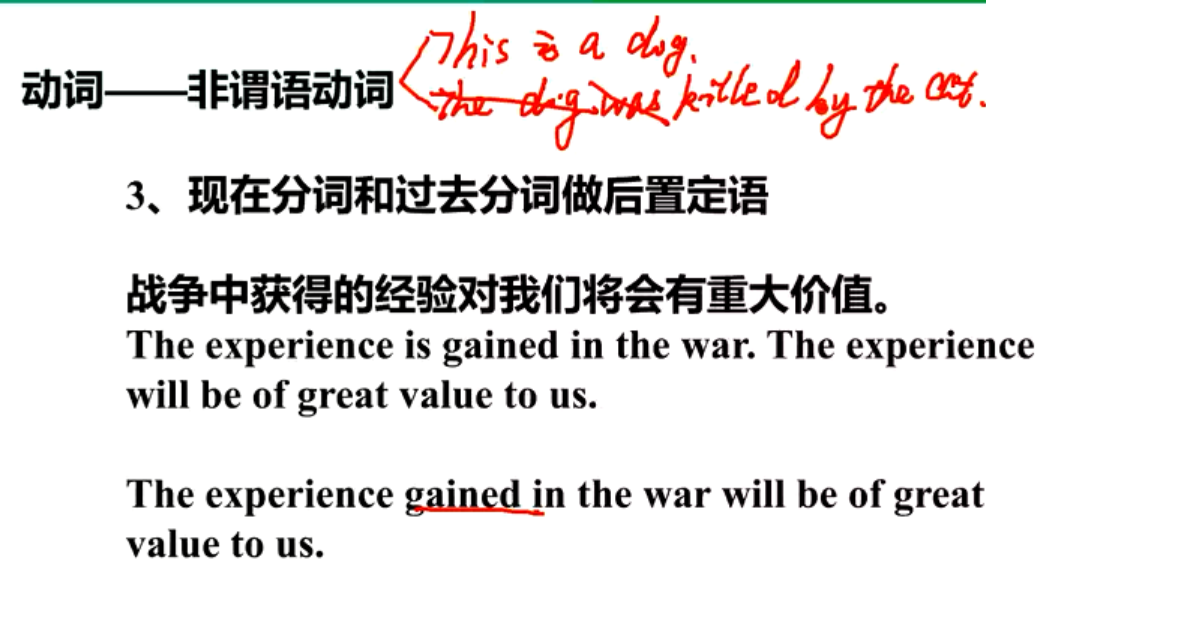 This is a dog.
动词——非谓语动词
the dog was killed by the cat.
3、现在分词和过去分词做后置定语
战争中获得的经验对我们将会有重大价值。
The experience is gained in the war. The experience
will be of great value to us.
The experience gained in the war will be of great
value to us.